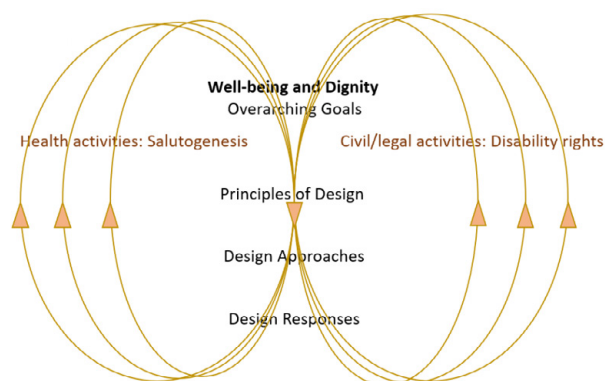 Well-being and Dignity
Overarching Goals
Health activities: Salutogenesis
Civil/legal activities: Disability rights
Principles of Design
Design Approaches
Design Responses